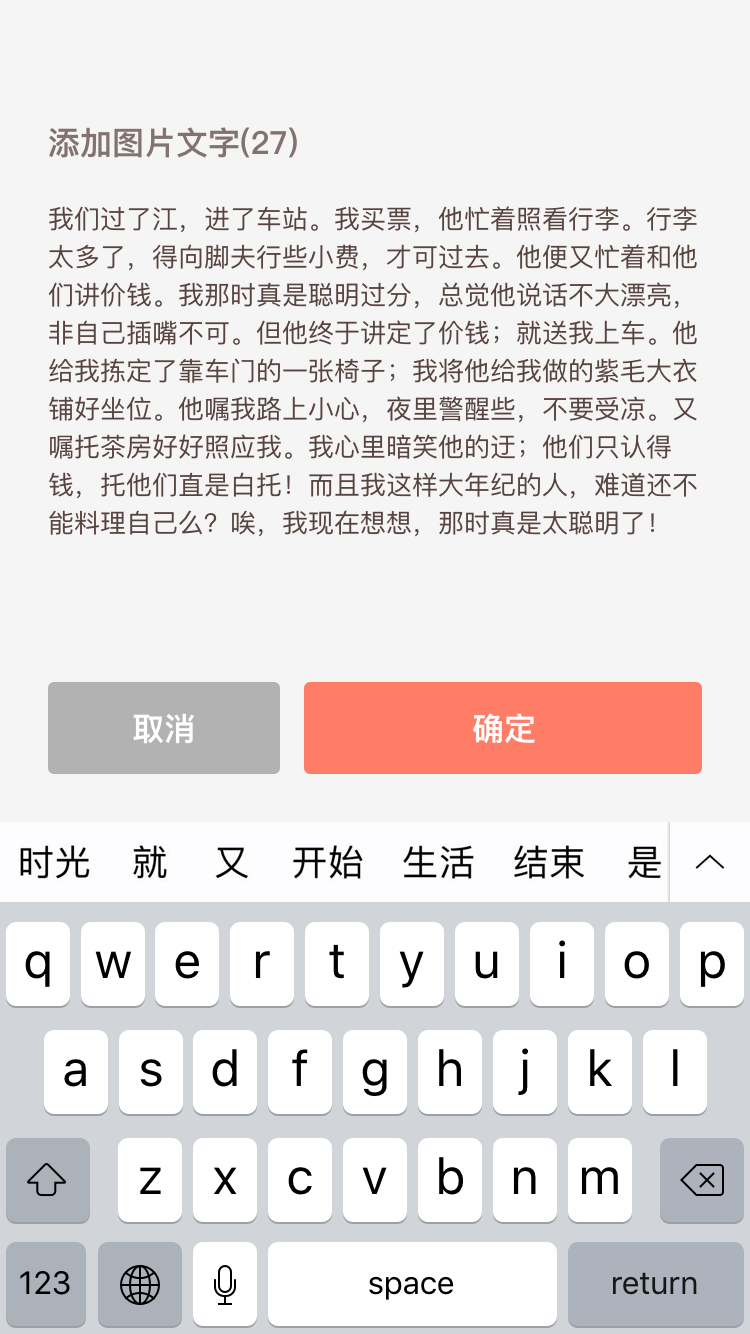 添加图片文字(27)
我们过了江，进了车站。我买票，他忙着照看行李。行李
太多了，得向脚夫行些小费，才可过去。他便又忙着和他
们讲价钱。我那时真是聪明过分，总觉他说话不大漂亮，
非自己插嘴不可。但他终于讲定了价钱；就送我上车。他
给我拣定了靠车门的一张椅子；我将他给我做的紫毛大衣
铺好坐位。他嘱我路上小心，夜里警醒些，不要受凉。又
嘱托茶房好好照应我。我心里暗笑他的迂；他们只认得
钱，托他们直是白托！而且我这样大年纪的人，难道还不
能料理自己么？唉，我现在想想，那时真是太聪明了！
取消 确定
时光 就 又 开始 生活 结束 是
q w e r t y u i o p
a s d f g h j k l
z x c v b n m
123 space return